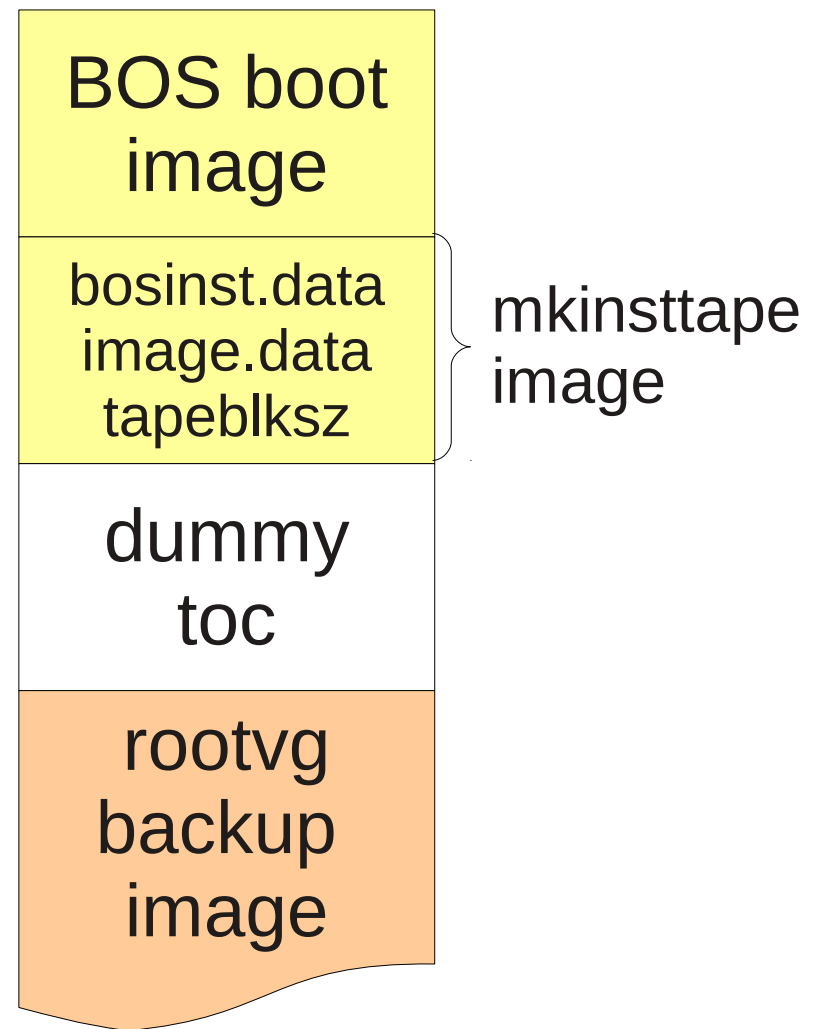 BOS boot
image
bosinst.data
image.data
tapeblksz
mkinsttape
image
dummy
toc
rootvg
backup
image